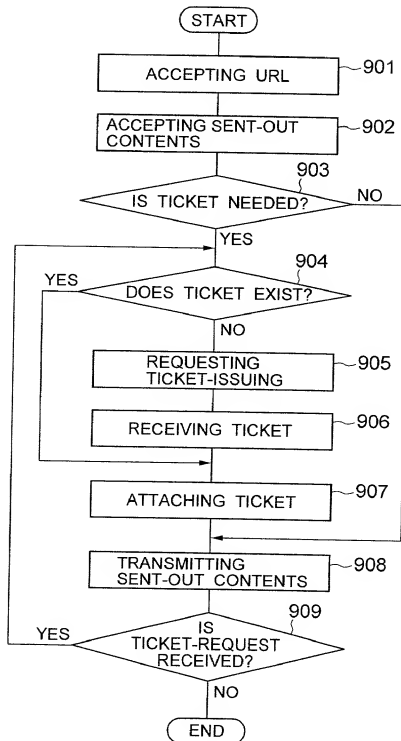 START
ACCEPTING URL
901
ACCEPTING SENT-OUT
CONTENTS
902
903
IS TICKET NEEDED?
NO
YES
904
YES
DOES TICKET EXIST?
NO
REQUESTING
TICKET-ISSUING
905
RECEIVING TICKET
906
ATTACHING TICKET
907
TRANSMITTING
SENT-OUT CONTENTS
908
909
YES
IS
TICKET-REQUEST
RECEIVED?
NO
END